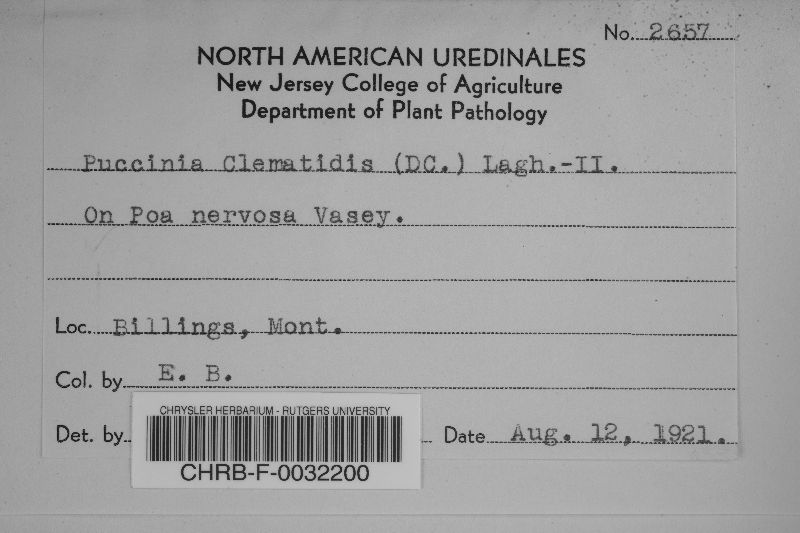 No. 2657
NORTH AMERICAN UREDINALES
New Jersey College of Agriculture
Department of Plant Pathology
Puccinia Clematidis (DC.) Lagh.-II.
On Poa nervosa Vasey.
Loc. Billings, Mont.
Col. by E. B.
Det. by Date Aug. 12, 1921.
CHRYSLER HERBARIUM - RUTGERS UNIVERSITY
CHRB-F-0032200